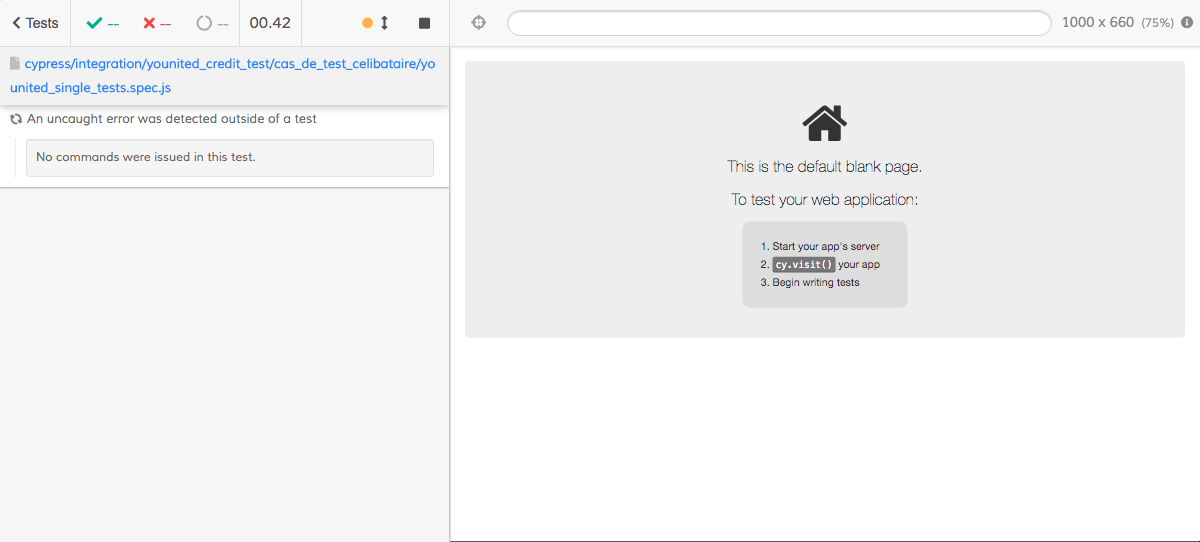 Tests
--
--
--
00.42
1000 x 660 (75%)
cypress/integration/younited_credit_test/cas_de_test_celibataire/yo
united_single_tests.spec.js
An uncaught error was detected outside of a test
No commands were issued in this test.
This is the default blank page.
To test your web application:
1. Start your app's server
2. cy.visit() your app
3. Begin writing tests